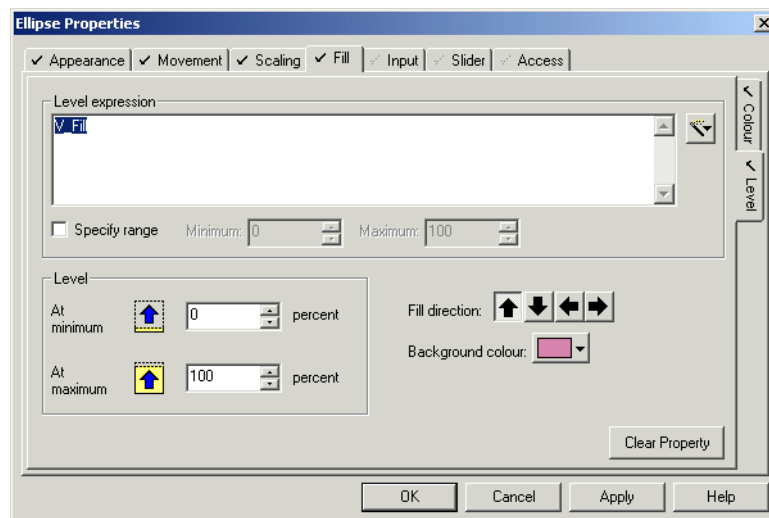 Ellipse Properties
Appearance Movement Scaling Fill Input Slider Access
Colour
Level
Level expression
V_Fill
Specify range Minimum: 0 Maximum: 100
Level
At minimum 0 percent
At maximum 100 percent
Fill direction:
Background colour:
Clear Property
OK Cancel Apply Help